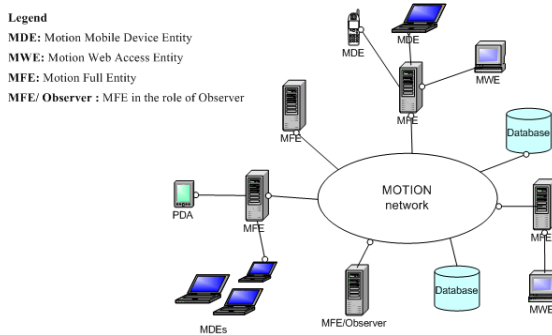 Legend
MDE: Motion Mobile Device Entity
MWE: Motion Web Access Entity
MFE: Motion Full Entity
MFE/ Observer : MFE in the role of Observer
MDE
MDE
MWE
MFE
MFE
Database
MOTION
network
PDA
MFE
MFE
MDEs
MFE/Observer
Database
MWE